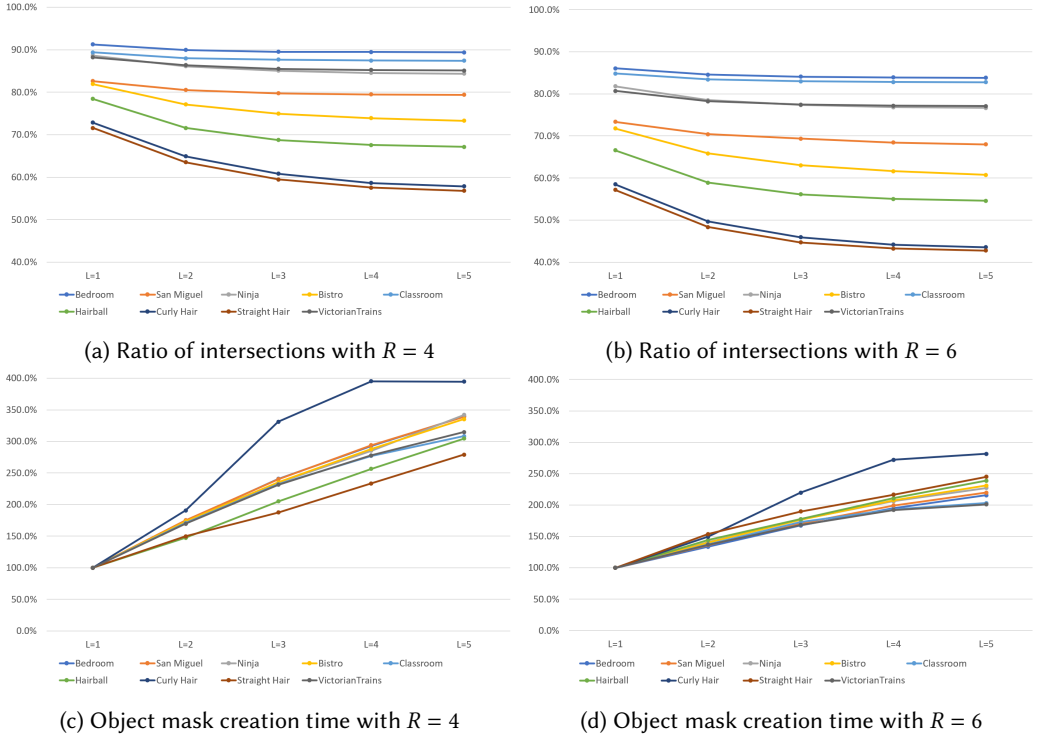 100.0%
90.0%
80.0%
70.0%
60.0%
50.0%
40.0%
L=1 L=2 L=3 L=4 L=5
Bedroom San Miguel Ninja Bistro Classroom
Hairball Curly Hair Straight Hair VictorianTrains
(a) Ratio of intersections with R = 4
100.0%
90.0%
80.0%
70.0%
60.0%
50.0%
40.0%
L=1 L=2 L=3 L=4 L=5
Bedroom San Miguel Ninja Bistro Classroom
Hairball Curly Hair Straight Hair VictorianTrains
(b) Ratio of intersections with R = 6
400.0%
350.0%
300.0%
250.0%
200.0%
150.0%
100.0%
50.0%
0.0%
L=1 L=2 L=3 L=4 L=5
Bedroom San Miguel Ninja Bistro Classroom
Hairball Curly Hair Straight Hair VictorianTrains
(c) Object mask creation time with R = 4
400.0%
350.0%
300.0%
250.0%
200.0%
150.0%
100.0%
50.0%
0.0%
L=1 L=2 L=3 L=4 L=5
Bedroom San Miguel Ninja Bistro Classroom
Hairball Curly Hair Straight Hair VictorianTrains
(d) Object mask creation time with R = 6